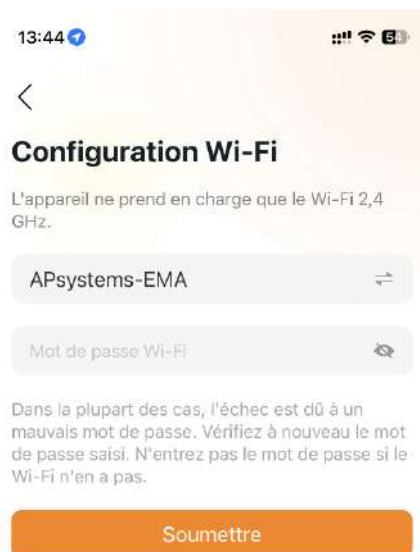 13:44
54
Configuration Wi-Fi
L'appareil ne prend en charge que le Wi-Fi 2,4
GHz.
APsystems-EMA
Mot de passe Wi-Fi
Dans la plupart des cas, l'échec est dû à un
mauvais mot de passe. Vérifiez à nouveau le mot
de passe saisi. N'entrez pas le mot de passe si le
Wi-Fi n'en a pas.
Soumettre